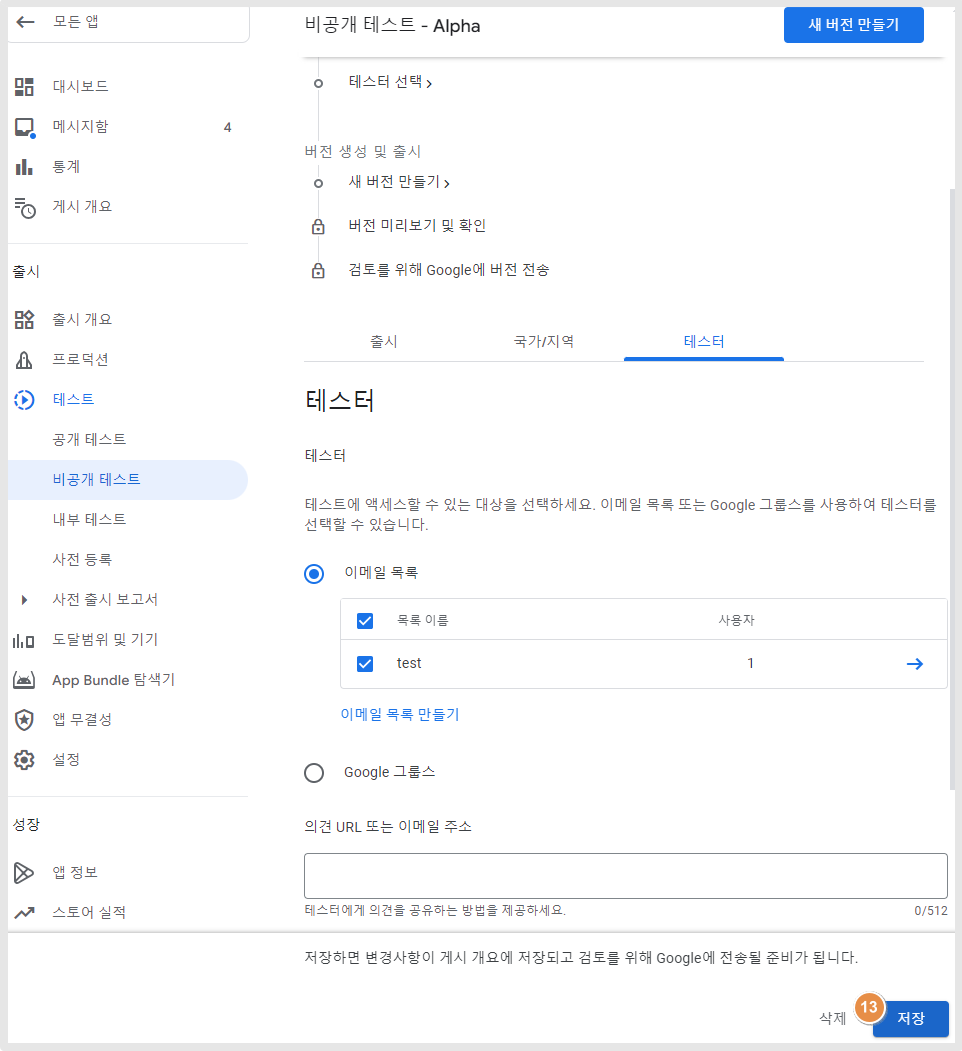 모든 앱
대시보드
메시지함 4
통계
게시 개요
출시
출시 개요
프로덕션
테스트
공개 테스트
비공개 테스트
내부 테스트
사전 등록
사전 출시 보고서
도달범위 및 기기
App Bundle 탐색기
앱 무결성
설정
성장
앱 정보
스토어 실적
비공개 테스트 - Alpha
새 버전 만들기
테스터 선택
버전 생성 및 출시
새 버전 만들기
버전 미리보기 및 확인
검토를 위해 Google에 버전 전송
출시 국가/지역 테스터
테스터
테스터
테스트에 액세스할 수 있는 대상을 선택하세요. 이메일 목록 또는 Google 그룹스를 사용하여 테스터를
선택할 수 있습니다.
이메일 목록
목록 이름 사용자
test 1
이메일 목록 만들기
Google 그룹스
의견 URL 또는 이메일 주소
테스터에게 의견을 공유하는 방법을 제공하세요. 0/512
저장하면 변경사항이 게시 개요에 저장되고 검토를 위해 Google에 전송될 준비가 됩니다.
삭제 13 저장